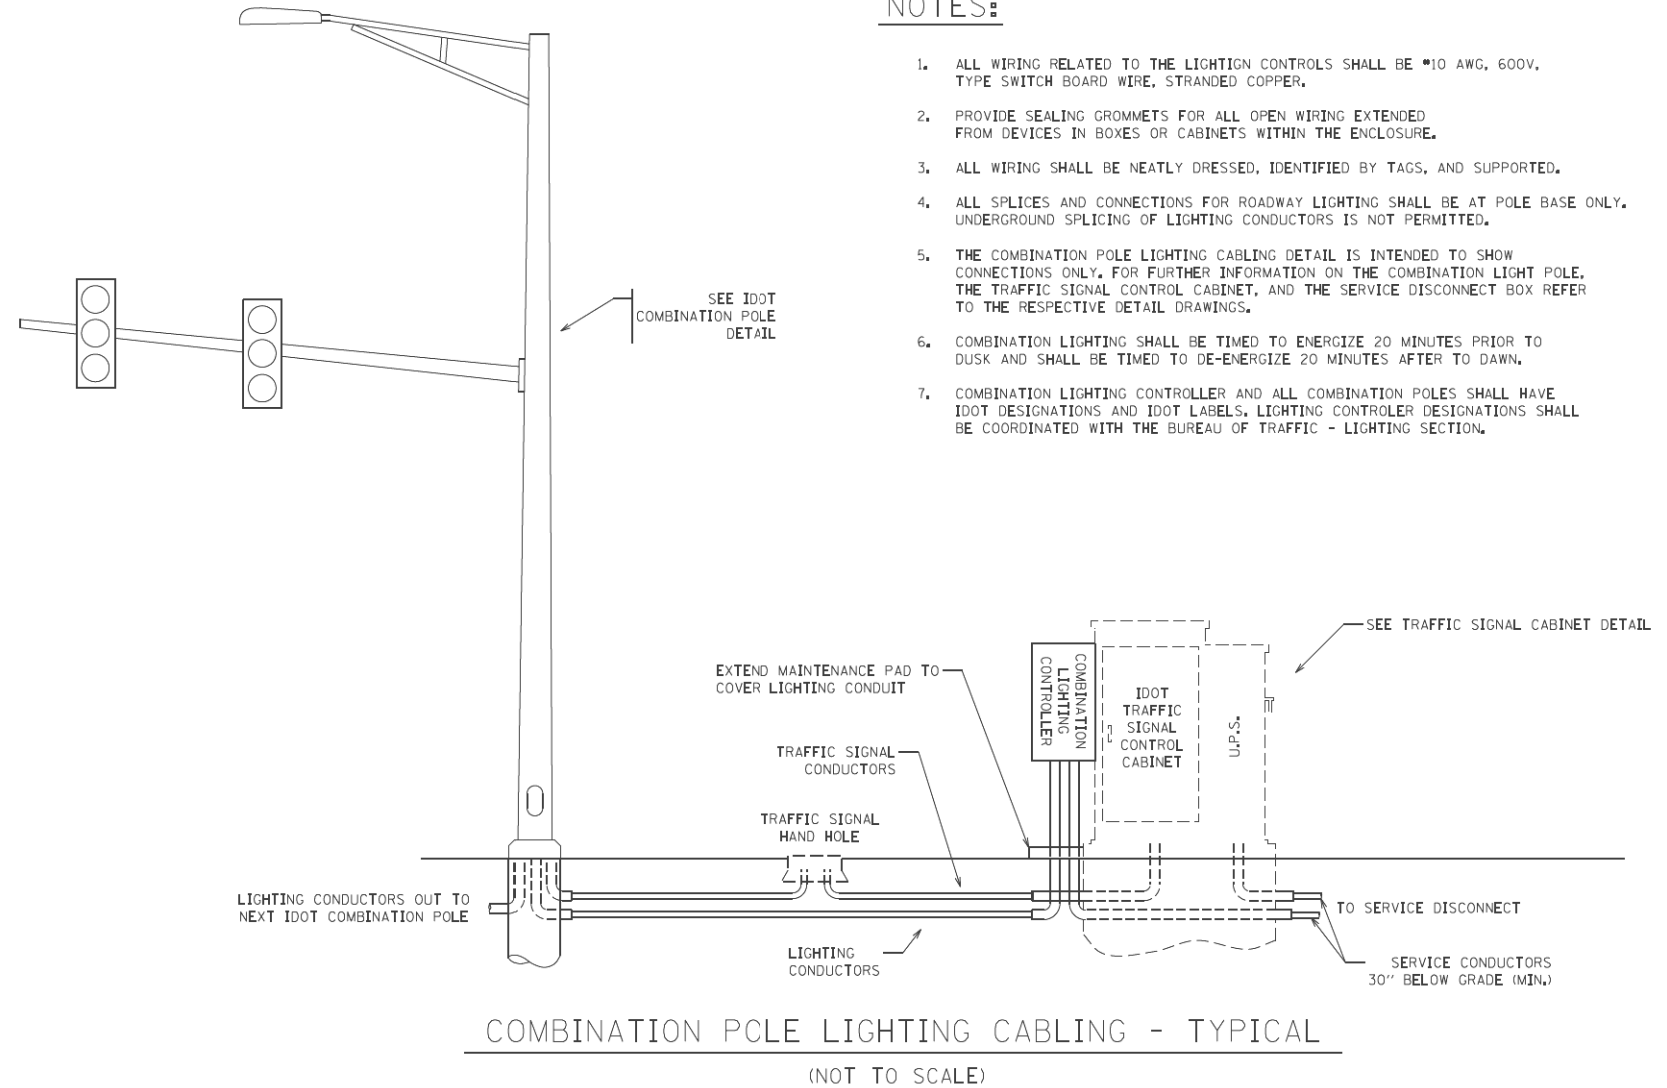 NOTES:
1. ALL WIRING RELATED TO THE LIGHTIGN CONTROLS SHALL BE #10 AWG, 600V,
TYPE SWITCH BOARD WIRE, STRANDED COPPER.
2. PROVIDE SEALING GROMMETS FOR ALL OPEN WIRING EXTENDED
FROM DEVICES IN BOXES OR CABINETS WITHIN THE ENCLOSURE.
3. ALL WIRING SHALL BE NEATLY DRESSED, IDENTIFIED BY TAGS, AND SUPPORTED.
4. ALL SPLICES AND CONNECTIONS FOR ROADWAY LIGHTING SHALL BE AT POLE BASE ONLY.
UNDERGROUND SPLICING OF LIGHTING CONDUCTORS IS NOT PERMITTED.
5. THE COMBINATION POLE LIGHTING CABLING DETAIL IS INTENDED TO SHOW
CONNECTIONS ONLY. FOR FURTHER INFORMATION ON THE COMBINATION LIGHT POLE,
THE TRAFFIC SIGNAL CONTROL CABINET, AND THE SERVICE DISCONNECT BOX REFER
TO THE RESPECTIVE DETAIL DRAWINGS.
6. COMBINATION LIGHTING SHALL BE TIMED TO ENERGIZE 20 MINUTES PRIOR TO
DUSK AND SHALL BE TIMED TO DE-ENERGIZE 20 MINUTES AFTER TO DAWN.
7. COMBINATION LIGHTING CONTROLLER AND ALL COMBINATION POLES SHALL HAVE
IDOT DESIGNATIONS AND IDOT LABELS. LIGHTING CONTROLER DESIGNATIONS SHALL
BE COORDINATED WITH THE BUREAU OF TRAFFIC - LIGHTING SECTION.
SEE IDOT
COMBINATION POLE
DETAIL
SEE TRAFFIC SIGNAL CABINET DETAIL
EXTEND MAINTENANCE PAD TO
COVER LIGHTING CONDUIT
COMBINATION
LIGHTING
CONTROLLER
IDOT
TRAFFIC
SIGNAL
CONTROL
CABINET
U.P.S.
TRAFFIC SIGNAL
CONDUCTORS
TRAFFIC SIGNAL
HAND HOLE
LIGHTING CONDUCTORS OUT TO
NEXT IDOT COMBINATION POLE
TO SERVICE DISCONNECT
LIGHTING
CONDUCTORS
SERVICE CONDUCTORS
30'' BELOW GRADE (MIN.)
COMBINATION POLE LIGHTING CABLING - TYPICAL
(NOT TO SCALE)